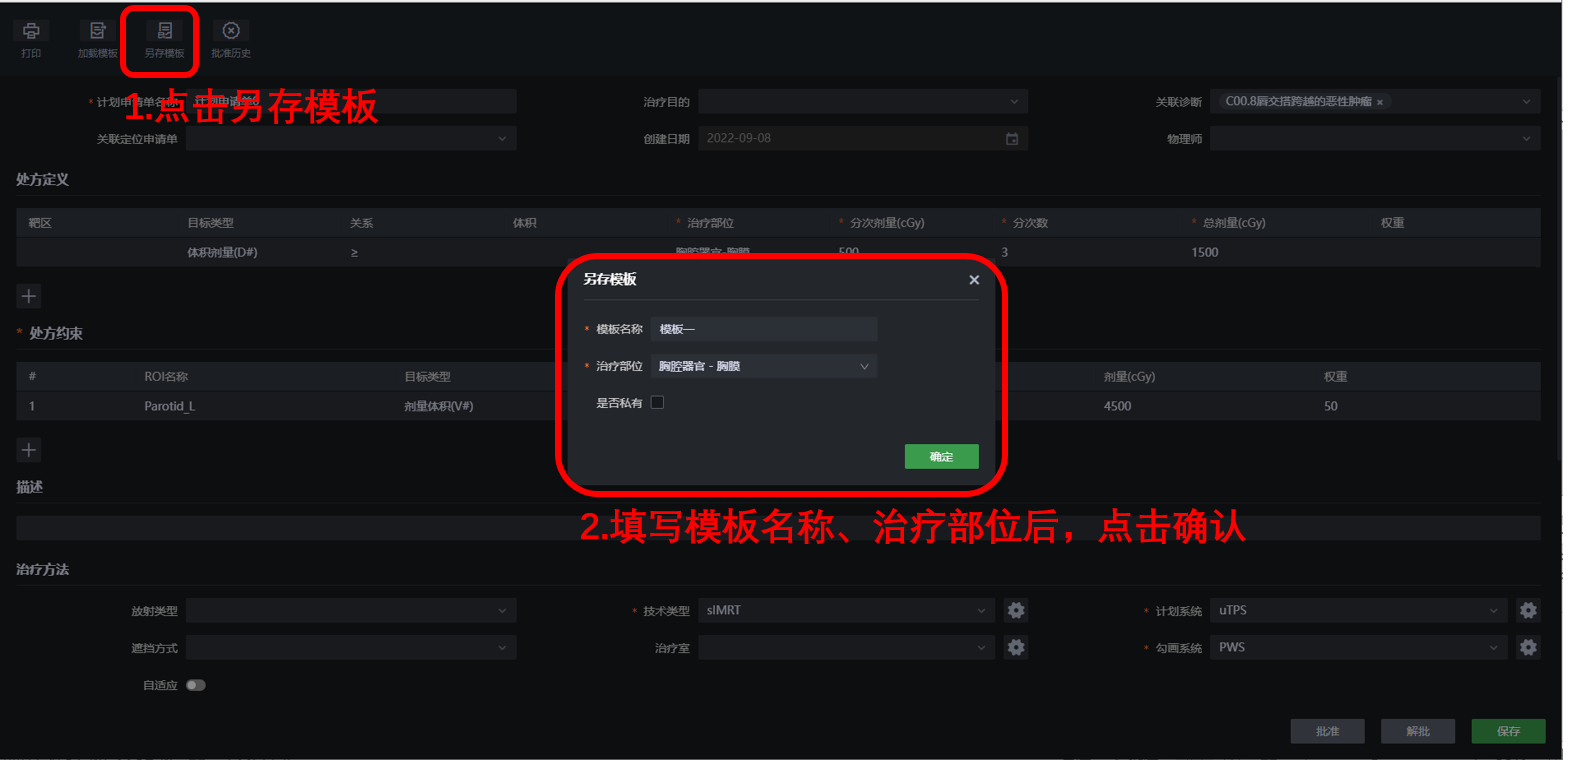 打印 加载模板 另存模板 批准历史
1.点击另存模板
* 计划申请单名称 治疗目的 关联诊断 C00.8唇交搭跨越的恶性肿瘤 ×
关联定位申请单 创建日期 2022-09-08 物理师
处方定义
靶区 目标类型 关系 体积 * 治疗部位 * 分次剂量(cGy) * 分次数 * 总剂量(cGy) 权重
体积剂量(D#) ≥ 胸腔器官-胸膜 500 3 1500
另存模板 ×
* 模板名称 模板一
* 治疗部位 胸腔器官 - 胸膜
是否私有
确定
* 处方约束
# ROI名称 目标类型 剂量(cGy) 权重
1 Parotid_L 剂量体积(V#) 4500 50
描述
2.填写模板名称、治疗部位后，点击确认
治疗方法
放射类型 * 技术类型 sIMRT * 计划系统 uTPS
遮挡方式 治疗室 * 勾画系统 PWS
自适应
批准 解批 保存